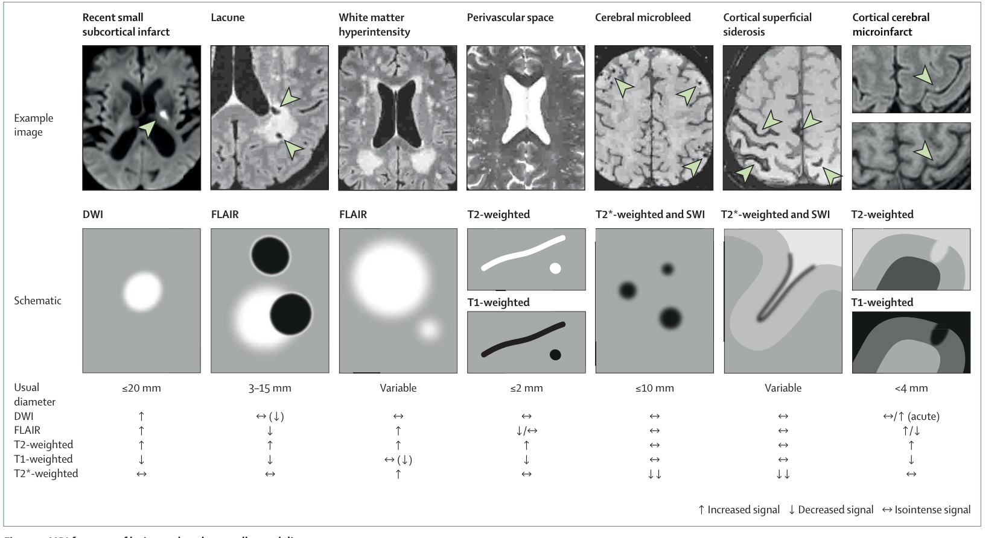 Recent small
subcortical infarct
Lacune
White matter
hyperintensity
Perivascular space
Cerebral microbleed
Cortical superficial
siderosis
Cortical cerebral
microinfarct
Example
image
DWI
FLAIR
FLAIR
T2-weighted
T2*-weighted and SWI
T2*-weighted and SWI
T2-weighted
Schematic
T1-weighted
T1-weighted
Usual
diameter
≤20 mm
3–15 mm
Variable
≤2 mm
≤10 mm
Variable
<4 mm
DWI ↑ ↔ (↓) ↔ ↔ ↔ ↔ ↔/↑ (acute)
FLAIR ↑ ↓ ↑ ↓/↔ ↔ ↔ ↑/↓
T2-weighted ↑ ↑ ↑ ↑ ↔ ↔ ↑
T1-weighted ↓ ↓ ↔ (↓) ↓ ↔ ↔ ↓
T2*-weighted ↔ ↔ ↑ ↔ ↓↓ ↓↓ ↔
↑ Increased signal ↓ Decreased signal ↔ Isointense signal